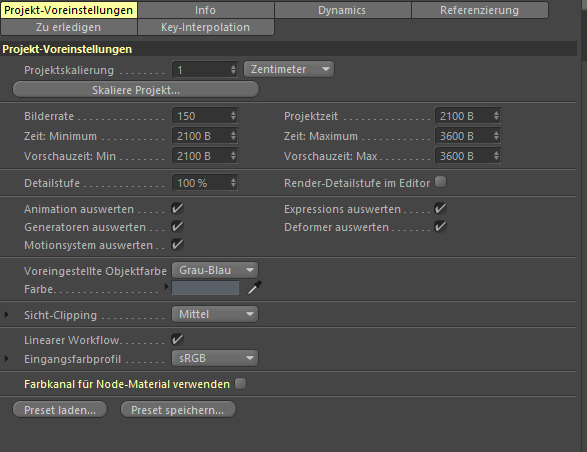 Projekt-Voreinstellungen Info Dynamics Referenzierung
Zu erledigen Key-Interpolation
Projekt-Voreinstellungen
Projektskalierung . . . . . . . . 1 Zentimeter
Skaliere Projekt...
Bilderrate . . . . . . . . . . . . . . 150 Projektzeit . . . . . . . . . . . . . 2100 B
Zeit: Minimum . . . . . . . . . . 2100 B Zeit: Maximum . . . . . . . . . . 3600 B
Vorschauzeit: Min . . . . . . . 2100 B Vorschauzeit: Max . . . . . . . 3600 B
Detailstufe . . . . . . . . . . . . . 100 % Render-Detailstufe im Editor
Animation auswerten . . . . . Expressions auswerten . . . .
Generatoren auswerten . . . . Deformer auswerten . . . . . . .
Motionsystem auswerten . .
Voreingestellte Objektfarbe Grau-Blau
Farbe. . . . . . . . . . . . . . . . . .
Sicht-Clipping . . . . . . . . . . Mittel
Linearer Workflow. . . . . . . .
Eingangsfarbprofil . . . . . . . sRGB
Farbkanal für Node-Material verwenden
Preset laden... Preset speichern...